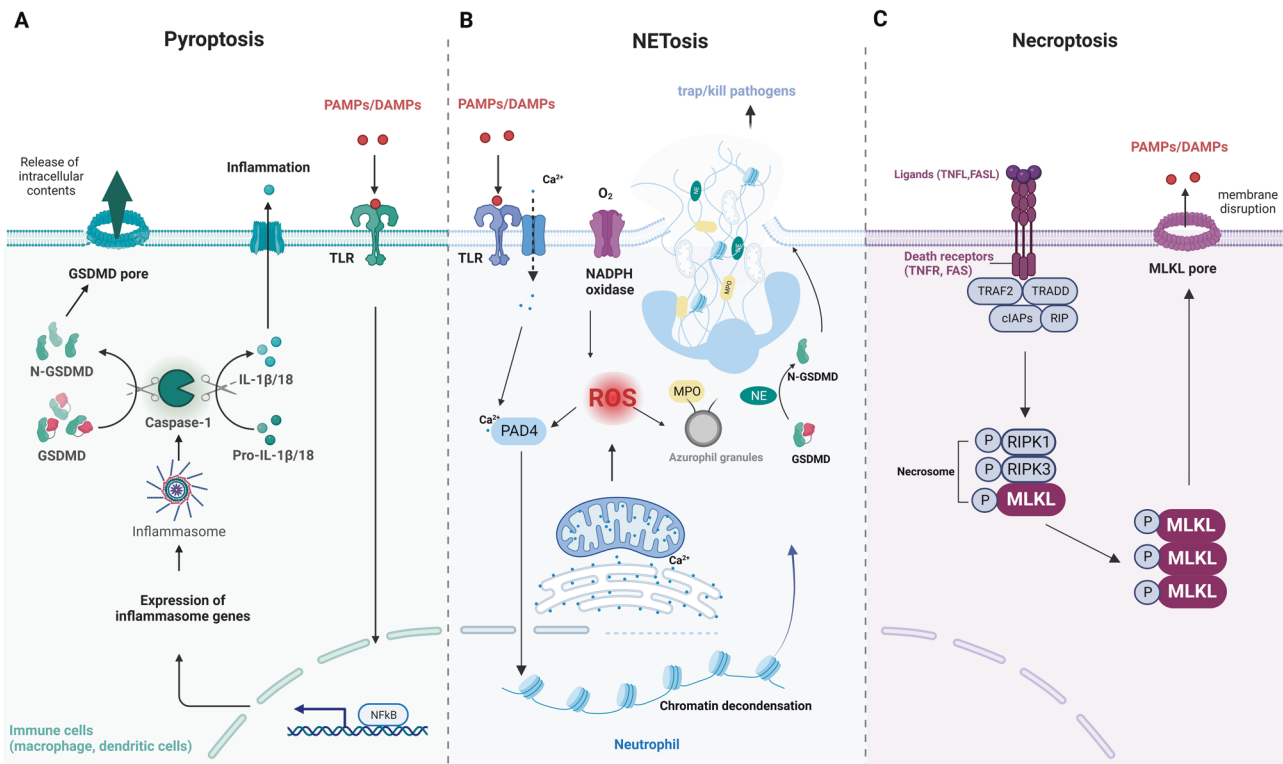 A
Pyroptosis
PAMPs/DAMPs
Release of
intracellular
contents
Inflammation
TLR
GSDMD pore
N-GSDMD
IL-1β/18
Caspase-1
GSDMD
Pro-IL-1β/18
Inflammasome
Expression of
inflammasome genes
NFkB
Immune cells
(macrophage, dendritic cells)
B
NETosis
trap/kill pathogens
PAMPs/DAMPs
Ca²⁺
O₂
NE
TLR
NADPH
oxidase
NE
MPO
N-GSDMD
ROS
MPO
NE
Ca²⁺
PAD4
Azurophil granules
GSDMD
Ca²⁺
Chromatin decondensation
Neutrophil
C
Necroptosis
PAMPs/DAMPs
Ligands (TNFL,FASL)
membrane
disruption
Death receptors
(TNFR, FAS)
MLKL pore
TRAF2
TRADD
cIAPs
RIP
P
RIPK1
Necrosome
P
RIPK3
P
MLKL
P
MLKL
P
MLKL
P
MLKL